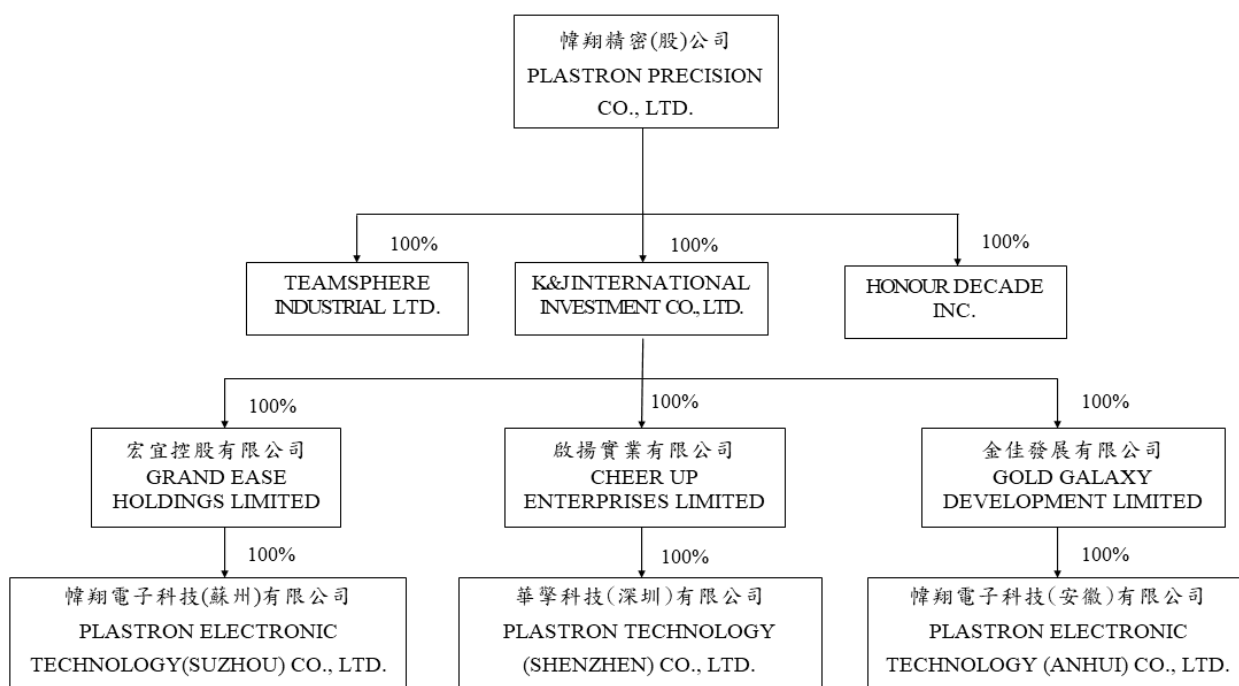 幃翔精密(股)公司
PLASTRON PRECISION
CO., LTD.
100%
100%
100%
TEAMSPHERE
INDUSTRIAL LTD.
K&JINTERNATIONAL
INVESTMENT CO., LTD.
HONOUR DECADE
INC.
100%
100%
100%
宏宜控股有限公司
GRAND EASE
HOLDINGS LIMITED
啟揚實業有限公司
CHEER UP
ENTERPRISES LIMITED
金佳發展有限公司
GOLD GALAXY
DEVELOPMENT LIMITED
100%
100%
100%
幃翔電子科技(蘇州)有限公司
PLASTRON ELECTRONIC
TECHNOLOGY(SUZHOU) CO., LTD.
華擎科技(深圳)有限公司
PLASTRON TECHNOLOGY
(SHENZHEN) CO., LTD.
幃翔電子科技(安徽)有限公司
PLASTRON ELECTRONIC
TECHNOLOGY (ANHUI) CO., LTD.